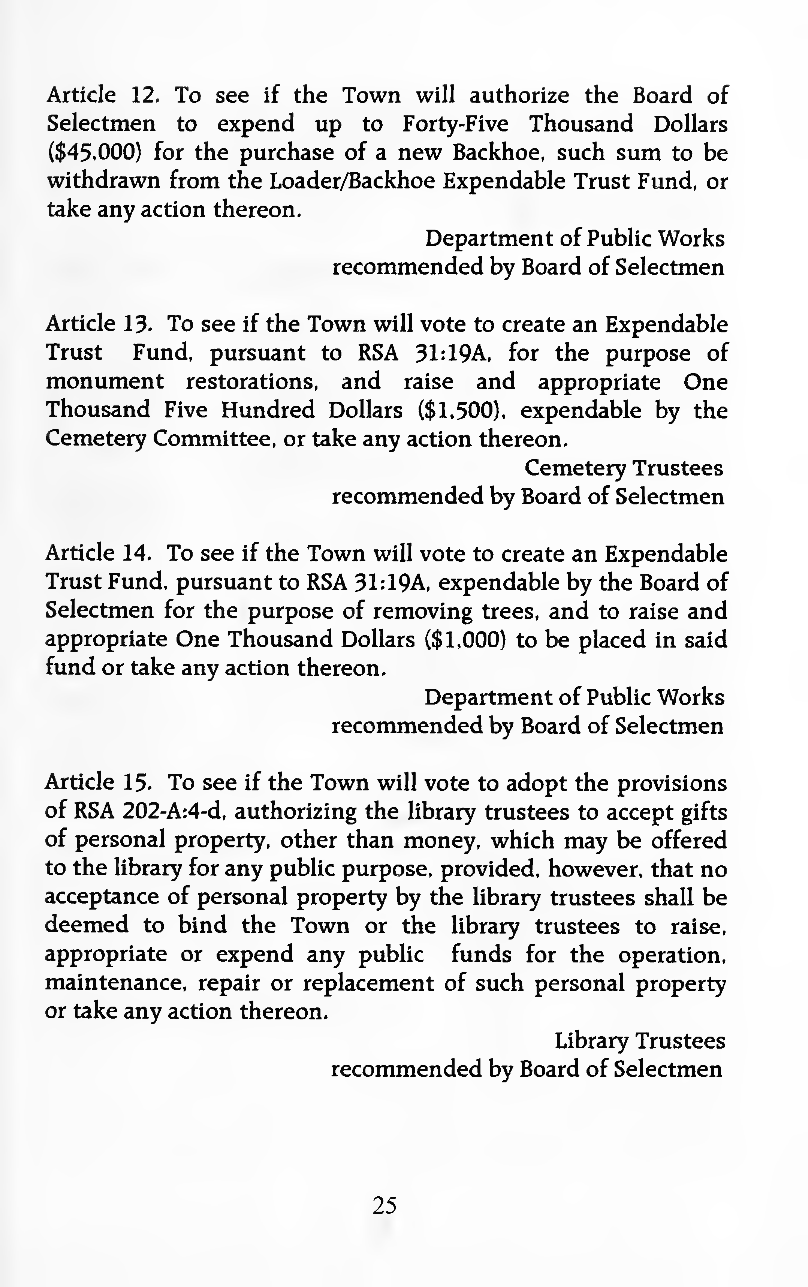 Article 12. To see if the Town will authorize the Board of
Selectmen to expend up to Forty-Five Thousand Dollars
($45,000) for the purchase of a new Backhoe, such sum to be
withdrawn from the Loader/Backhoe Expendable Trust Fund, or
take any action thereon.
Department of Public Works
recommended by Board of Selectmen
Article 13. To see if the Town will vote to create an Expendable
Trust Fund, pursuant to RSA 31:19A, for the purpose of
monument restorations, and raise and appropriate One
Thousand Five Hundred Dollars ($1,500), expendable by the
Cemetery Committee, or take any action thereon.
Cemetery Trustees
recommended by Board of Selectmen
Article 14. To see if the Town will vote to create an Expendable
Trust Fund, pursuant to RSA 31:19A, expendable by the Board of
Selectmen for the purpose of removing trees, and to raise and
appropriate One Thousand Dollars ($1,000) to be placed in said
fund or take any action thereon.
Department of Public Works
recommended by Board of Selectmen
Article 15. To see if the Town will vote to adopt the provisions
of RSA 202-A:4-d, authorizing the library trustees to accept gifts
of personal property, other than money, which may be offered
to the library for any public purpose, provided, however, that no
acceptance of personal property by the library trustees shall be
deemed to bind the Town or the library trustees to raise,
appropriate or expend any public funds for the operation,
maintenance, repair or replacement of such personal property
or take any action thereon.
Library Trustees
recommended by Board of Selectmen
25